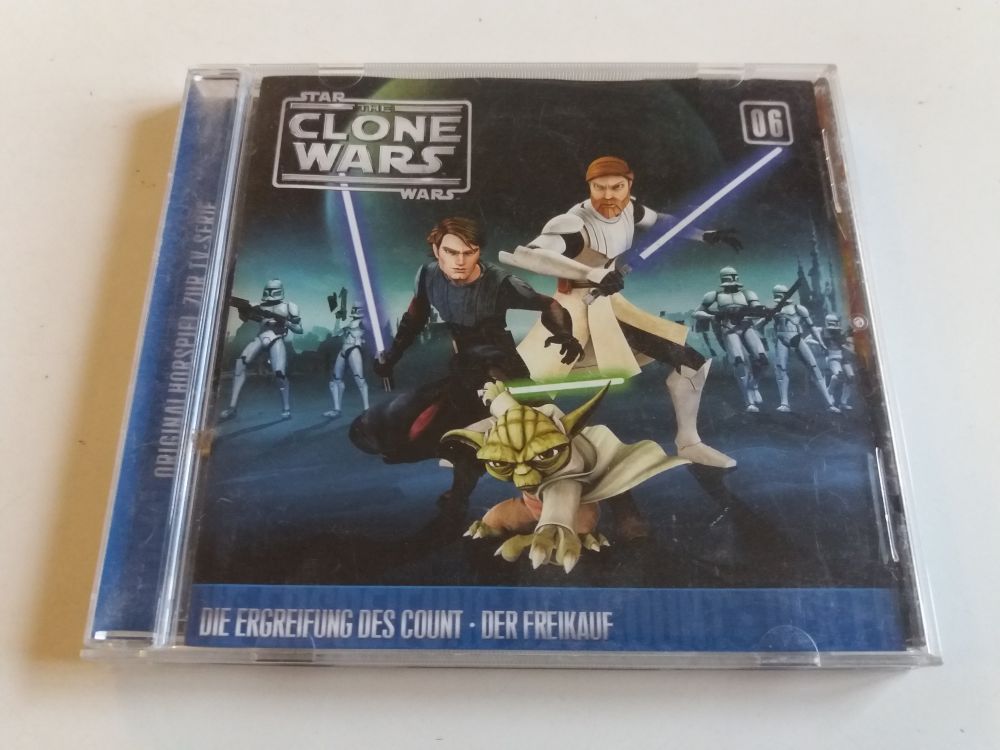 STAR
THE
CLONE
WARS
WARS
06
ORIGINAL HÖRSPIEL ZUR TV-SERIE
DIE ERGREIFUNG DES COUNT · DER FREIKAUF